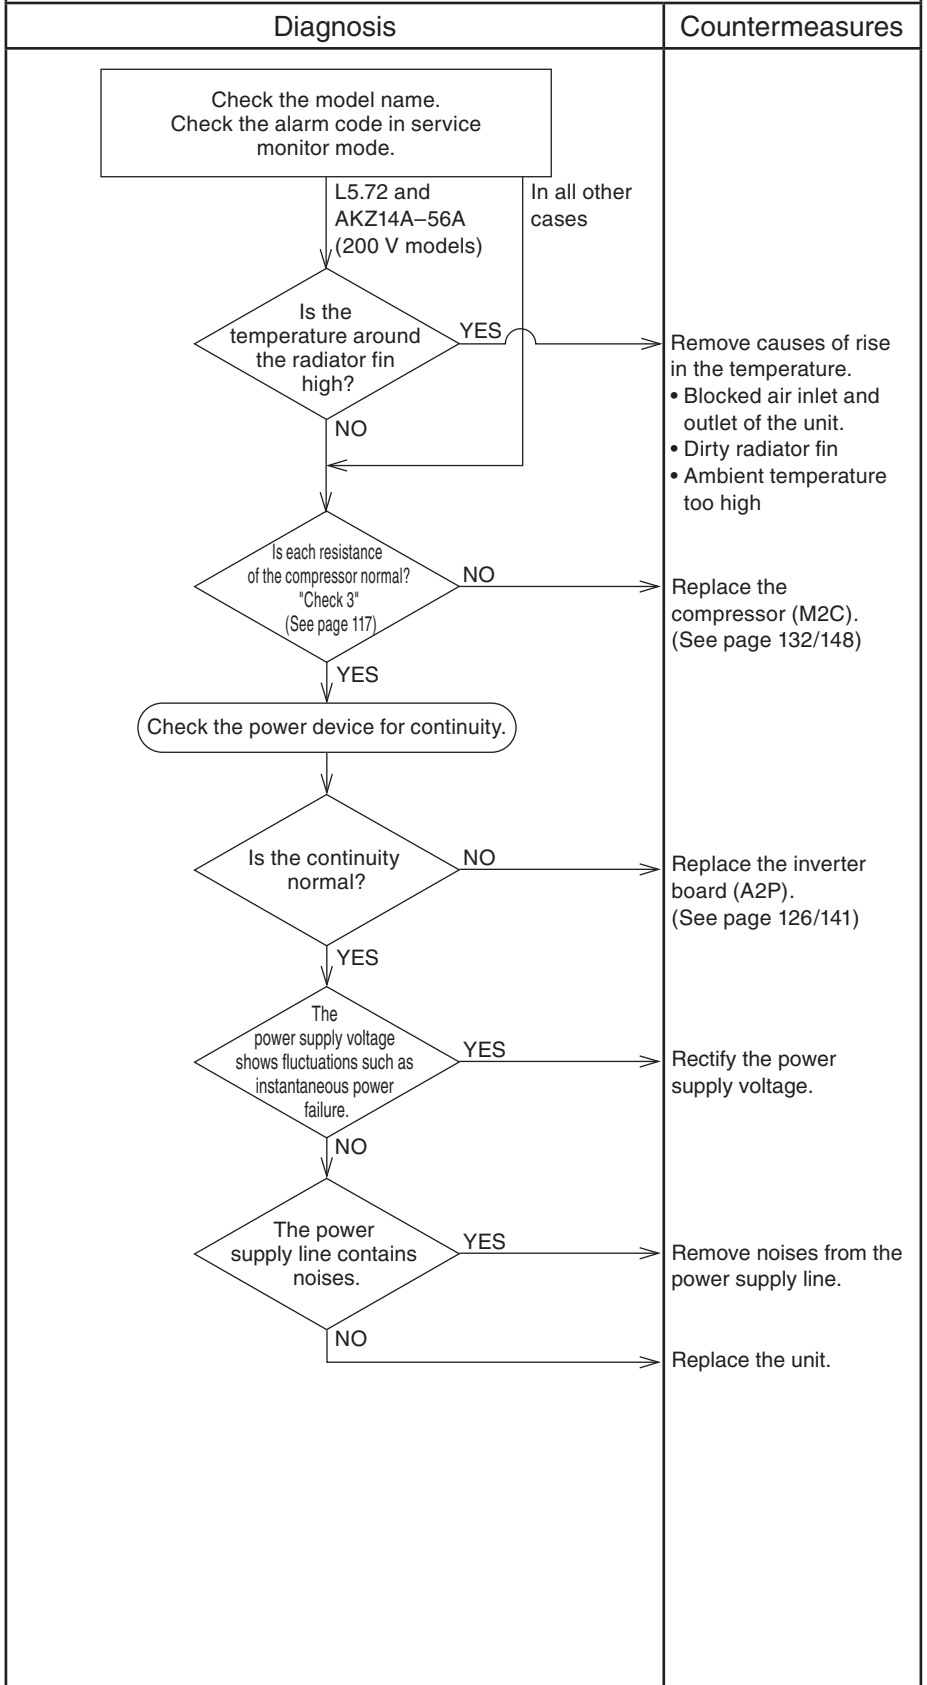 Diagnosis
Countermeasures
Check the model name.
Check the alarm code in service
monitor mode.
L5.72 and
AKZ14A–56A
(200 V models)
In all other
cases
Is the
temperature around
the radiator fin
high?
YES
NO
Remove causes of rise
in the temperature.
• Blocked air inlet and
outlet of the unit.
• Dirty radiator fin
• Ambient temperature
too high
Is each resistance
of the compressor normal?
"Check 3"
(See page 117)
NO
YES
Replace the
compressor (M2C).
(See page 132/148)
Check the power device for continuity.
Is the continuity
normal?
NO
YES
Replace the inverter
board (A2P).
(See page 126/141)
The
power supply voltage
shows fluctuations such as
instantaneous power
failure.
YES
NO
Rectify the power
supply voltage.
The power
supply line contains
noises.
YES
NO
Remove noises from the
power supply line.
Replace the unit.